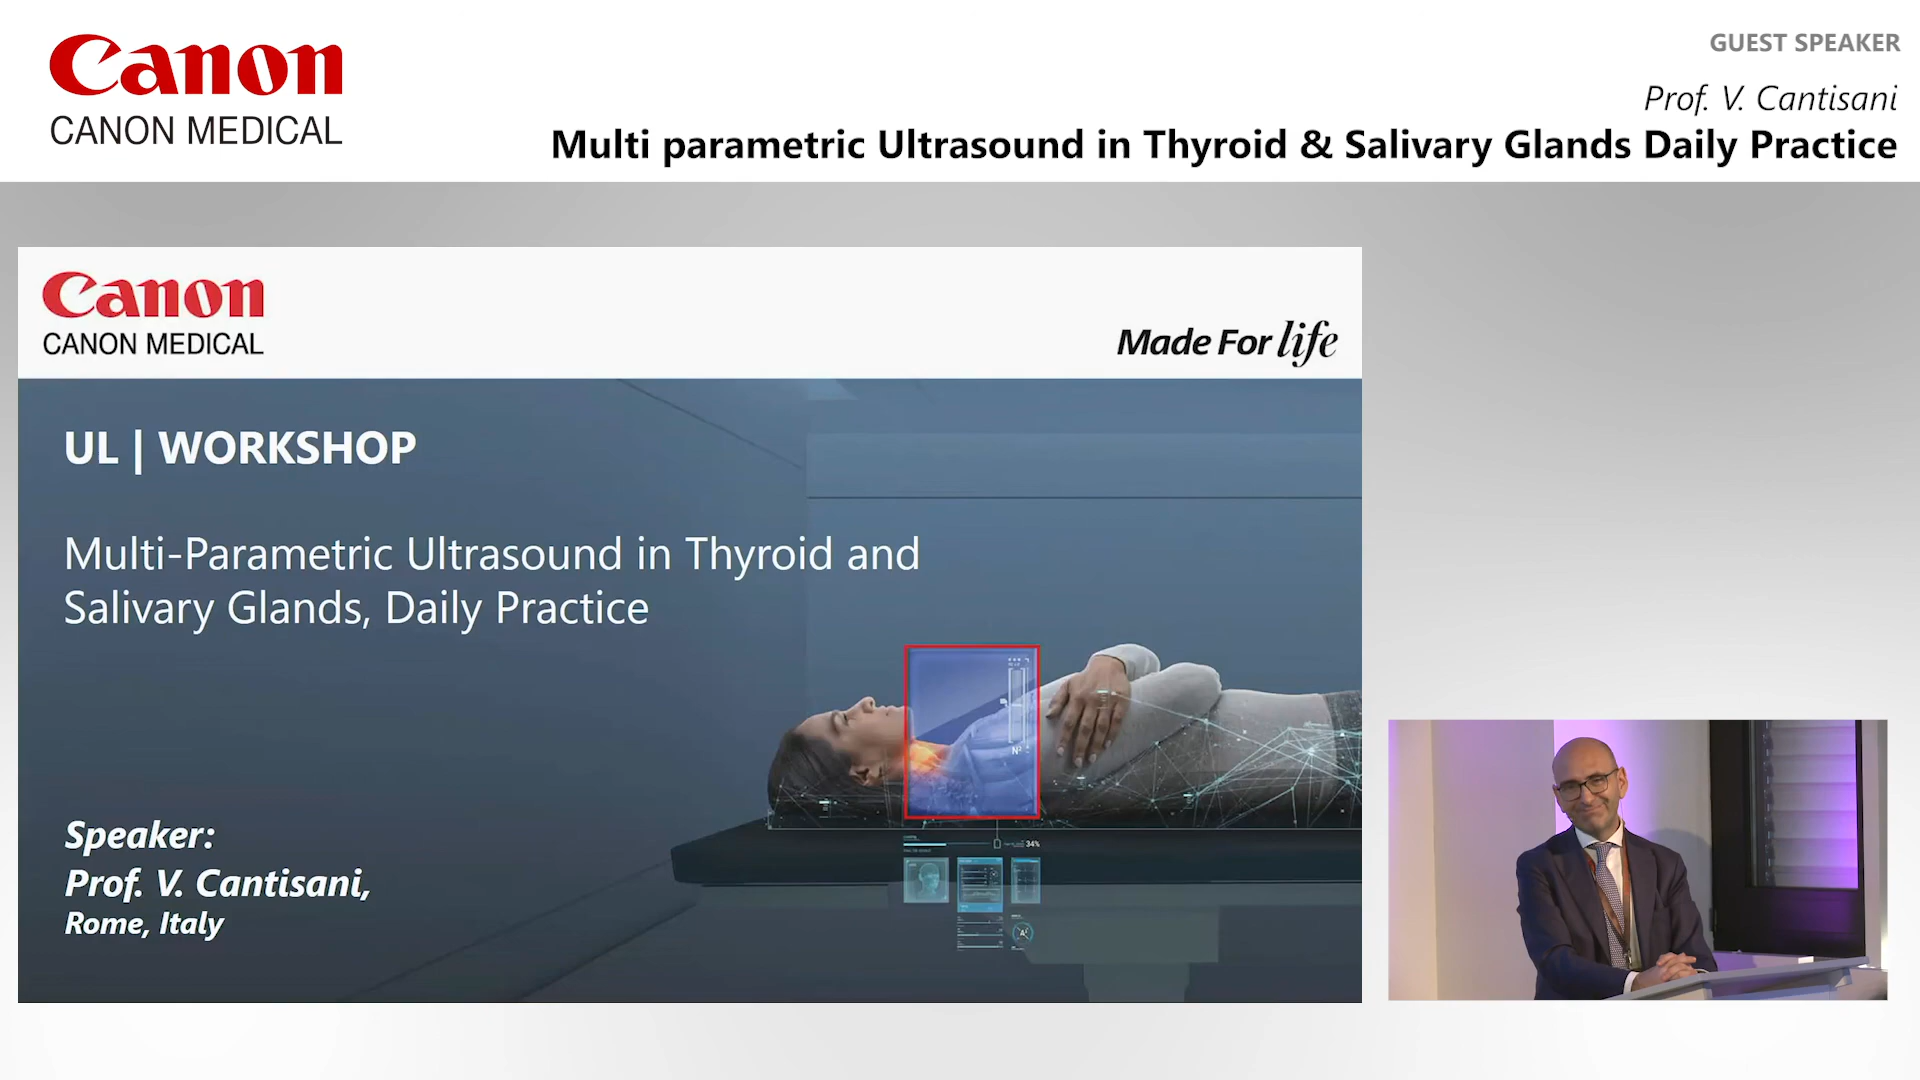 Canon
CANON MEDICAL
GUEST SPEAKER
Prof. V. Cantisani
Multi parametric Ultrasound in Thyroid & Salivary Glands Daily Practice
Canon
CANON MEDICAL
Made For life
UL | WORKSHOP
Multi-Parametric Ultrasound in Thyroid and
Salivary Glands, Daily Practice
N²
34%
Speaker:
Prof. V. Cantisani,
Rome, Italy